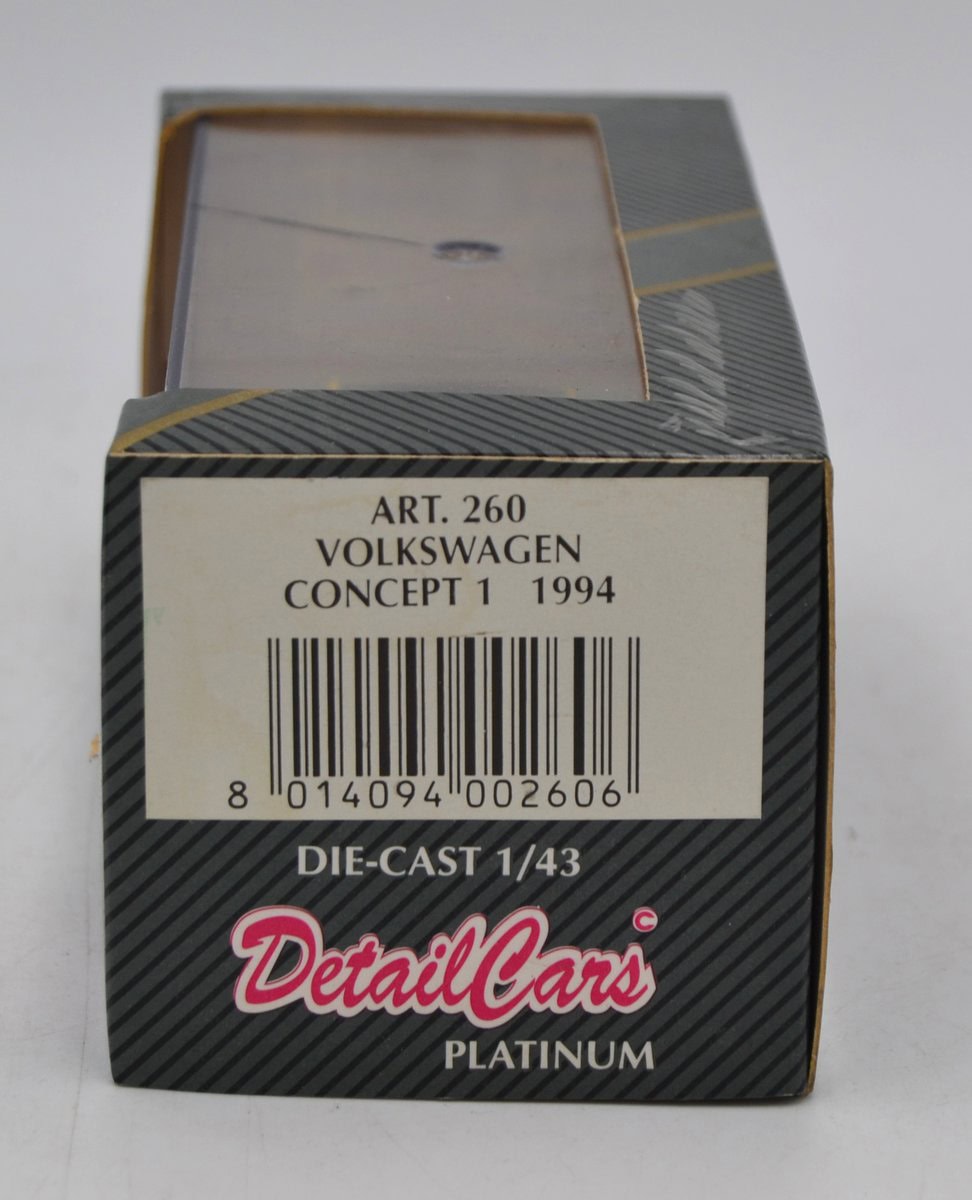 ART. 260
VOLKSWAGEN
CONCEPT 1 1994
8 014094 002606
DIE-CAST 1/43
DetailCars ©
PLATINUM